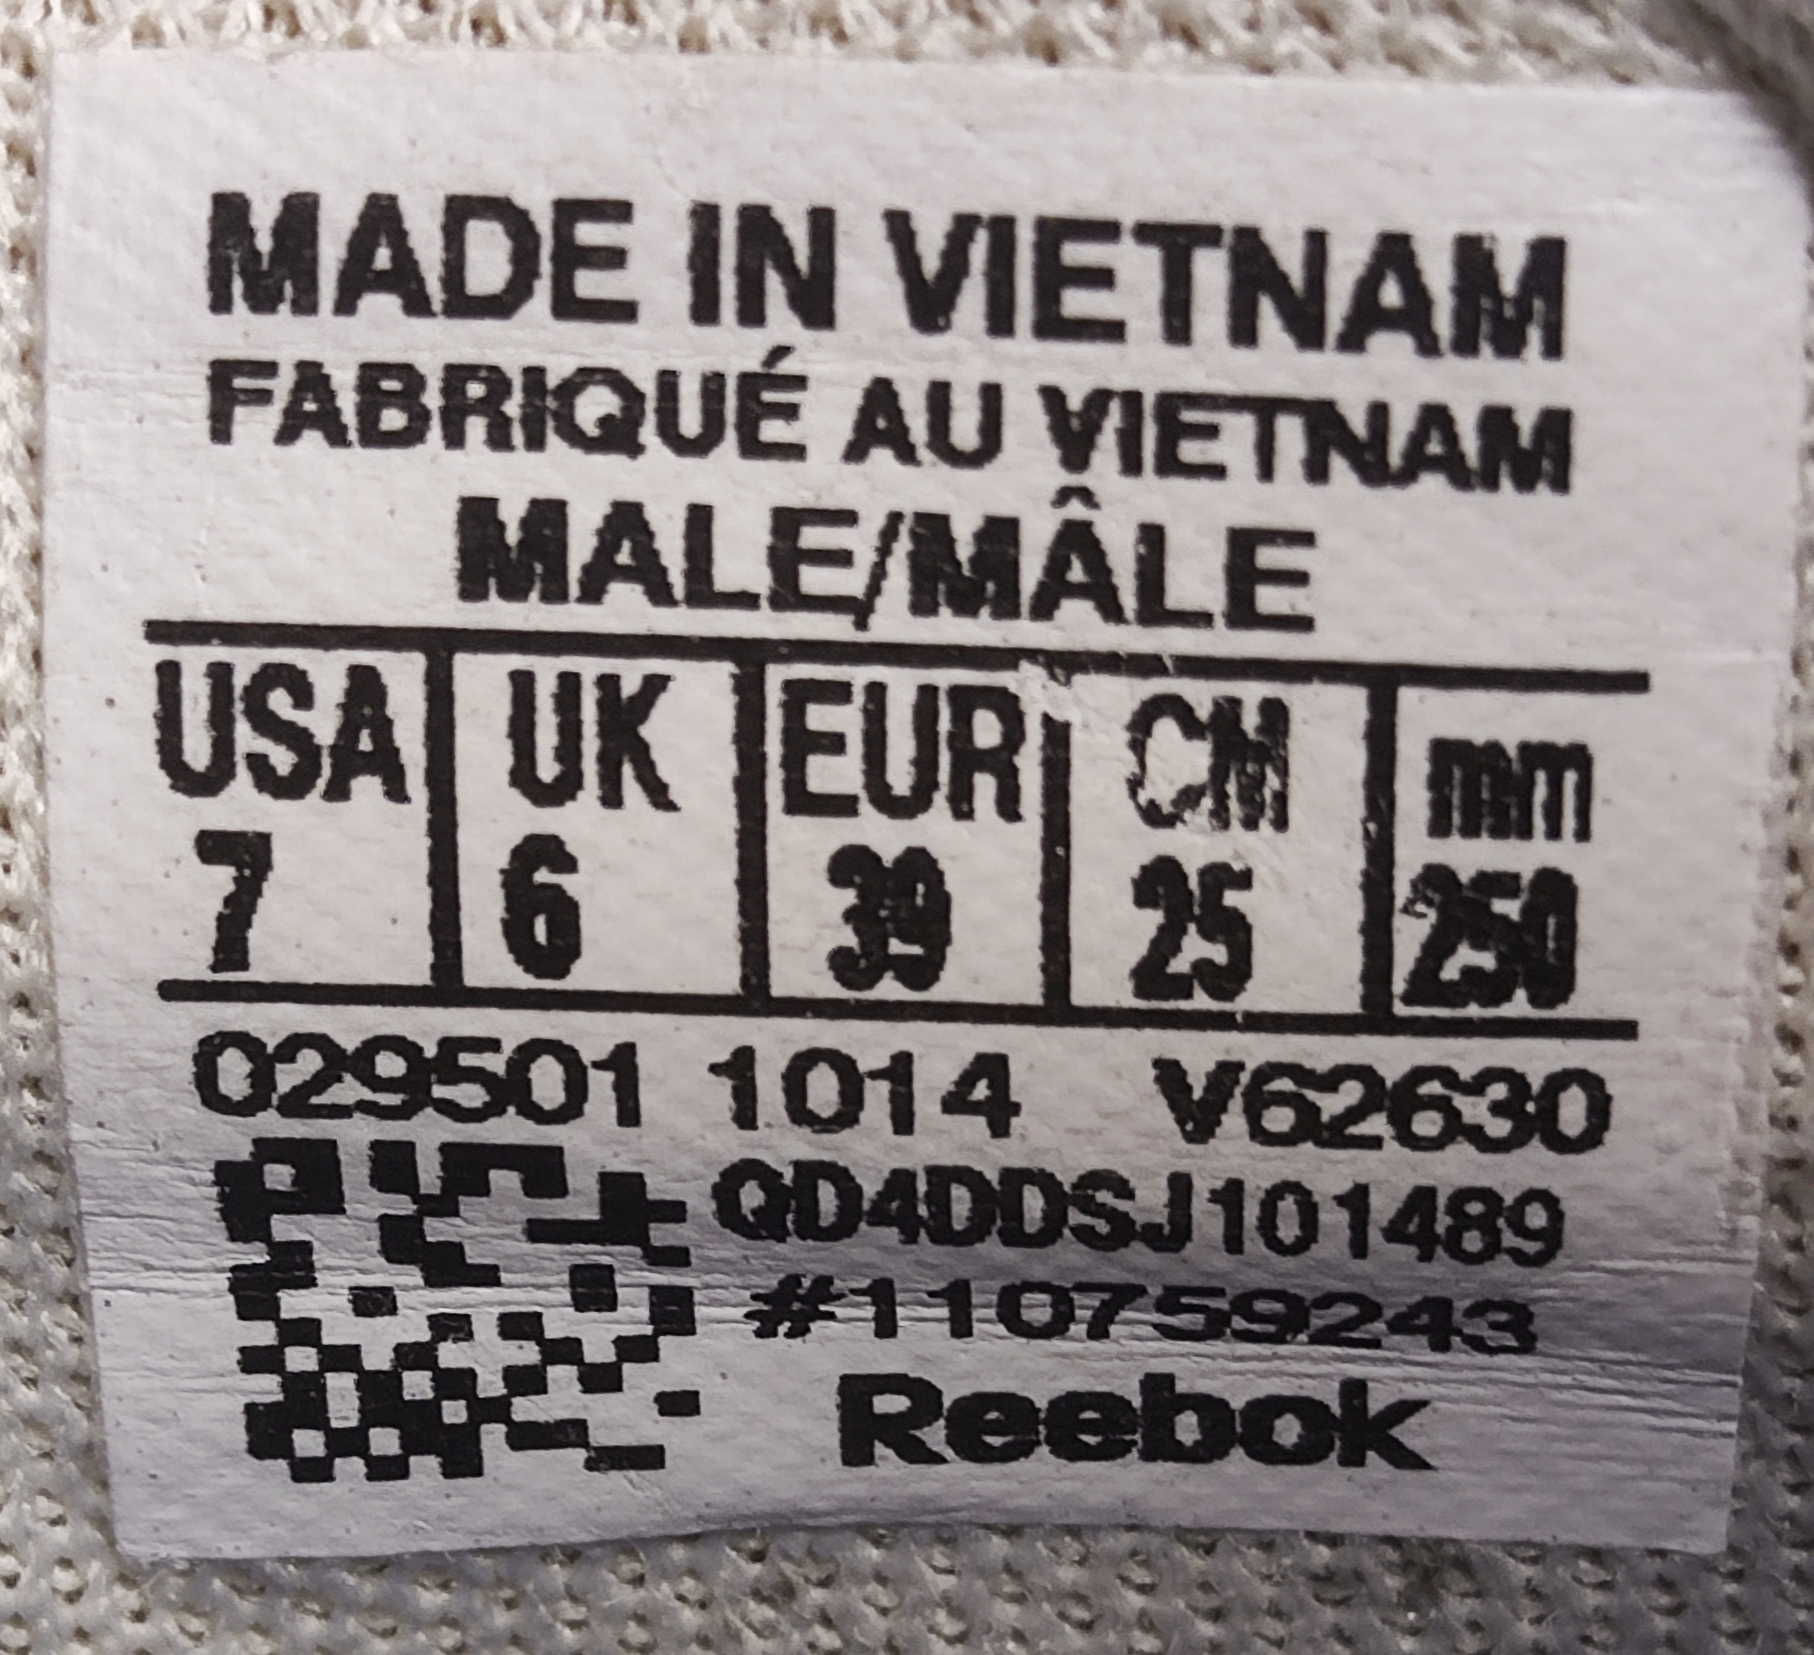 MADE IN VIETNAM
FABRIQUÉ AU VIETNAM
MALE/MÂLE
USA UK EUR CM mm
7 6 39 25 250
029501 1014 V62630
QD4DDSJ101489
#110759243
Reebok